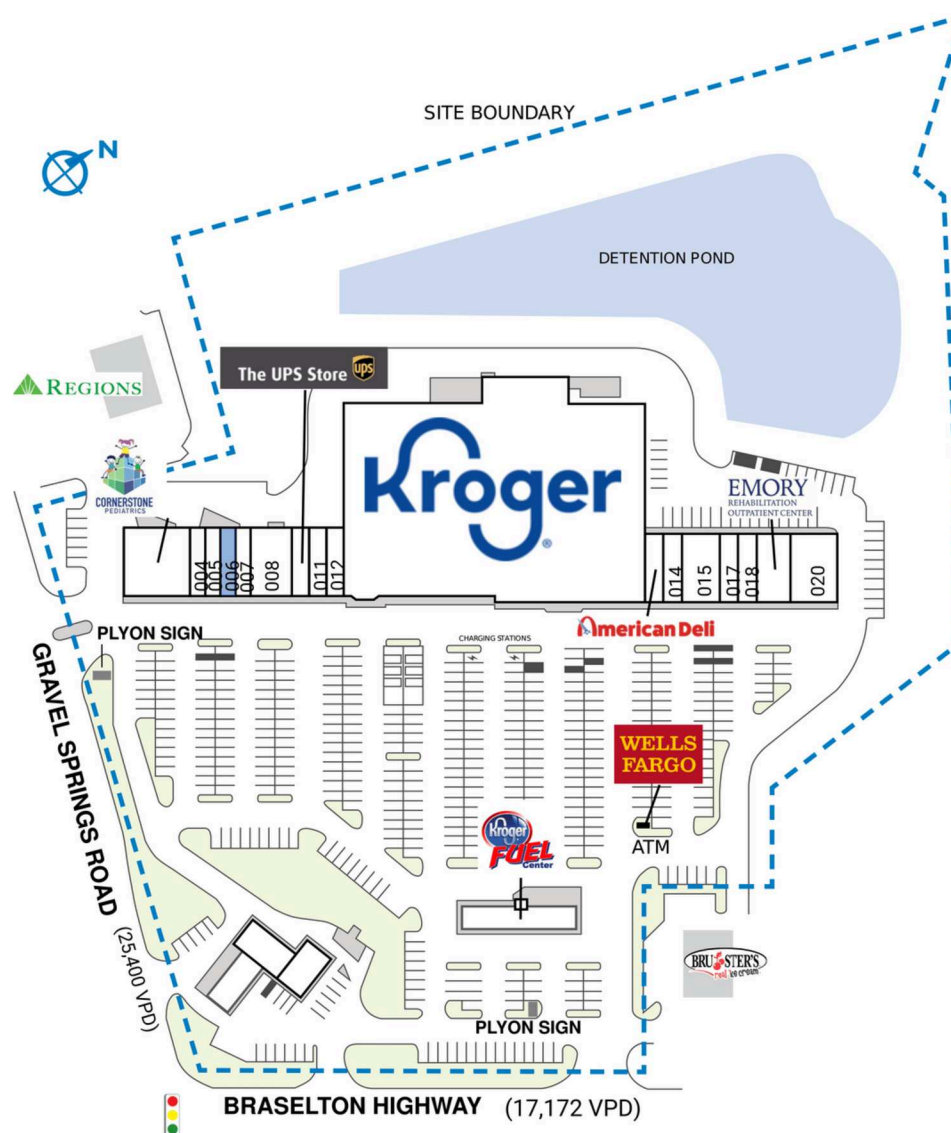 SITE BOUNDARY
N
DETENTION POND
The UPS Store
ups
REGIONS
CORNERSTONE
PEDIATRICS
Kroger
EMORY
REHABILITATION
OUTPATIENT CENTER
004
005
006
007
008
011
012
014
015
017
018
020
American Deli
PLYON SIGN
CHARGING STATIONS
GRAVEL SPRINGS ROAD
(25,400 VPD)
WELLS
FARGO
ATM
Kroger
FUEL
Center
BRUSTER'S
real ice cream
PLYON SIGN
BRASELTON HIGHWAY (17,172 VPD)